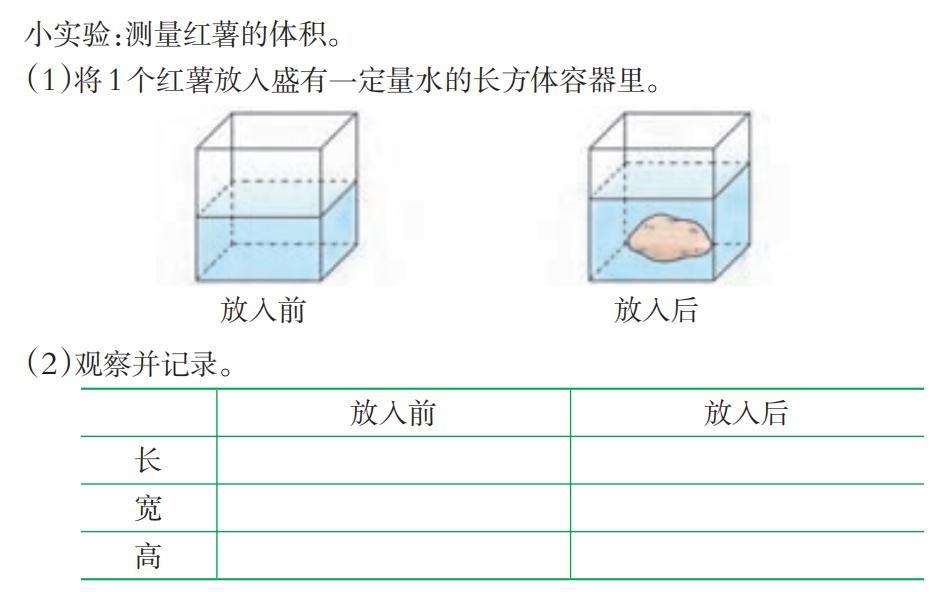 小实验:测量红薯的体积。
(1)将1个红薯放入盛有一定量水的长方体容器里。
放入前 放入后
(2)观察并记录。
放入前 放入后
长
宽
高